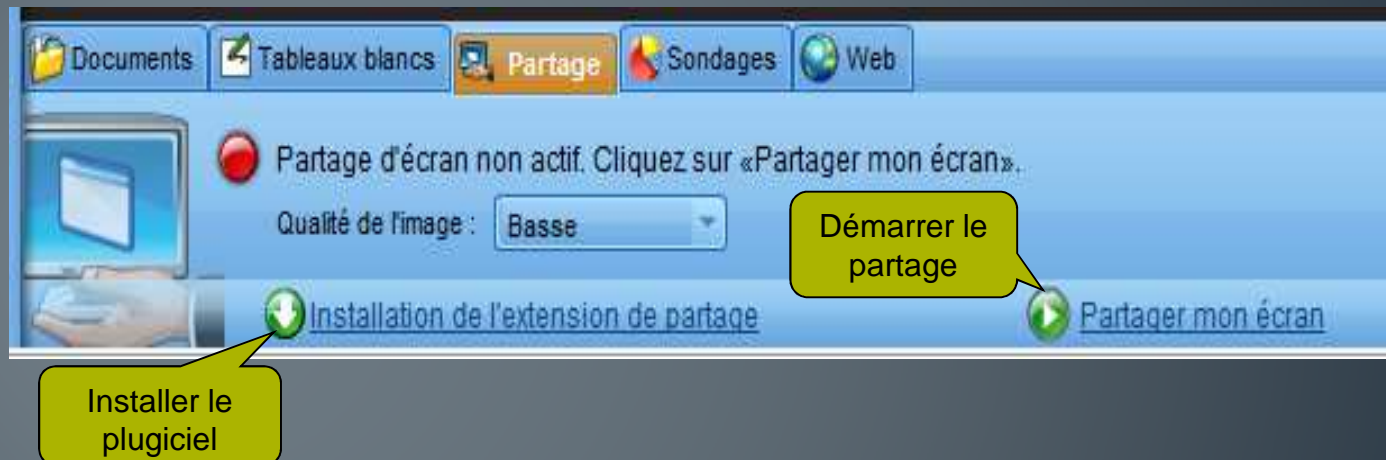 Documents Tableaux blancs Partage Sondages Web
Partage d'écran non actif. Cliquez sur «Partager mon écran».
Qualité de l'image : Basse
Démarrer le
partage
Installation de l'extension de partage Partager mon écran
Installer le
plugiciel